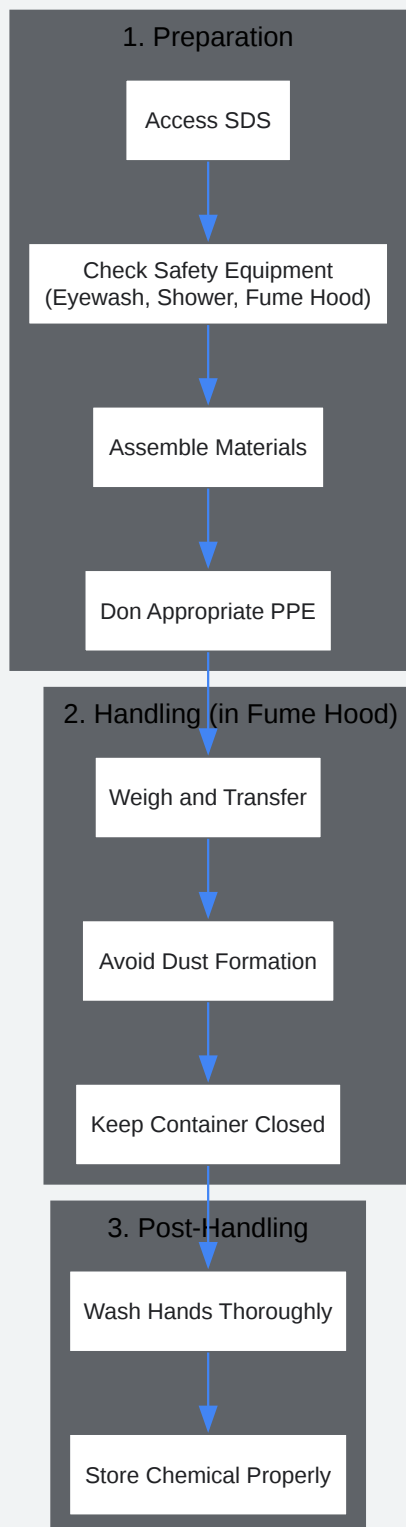 1. Preparation
Access SDS
Check Safety Equipment
(Eyewash, Shower, Fume Hood)
Assemble Materials
Don Appropriate PPE
2. Handling (in Fume Hood)
Weigh and Transfer
Avoid Dust Formation
Keep Container Closed
3. Post-Handling
Wash Hands Thoroughly
Store Chemical Properly